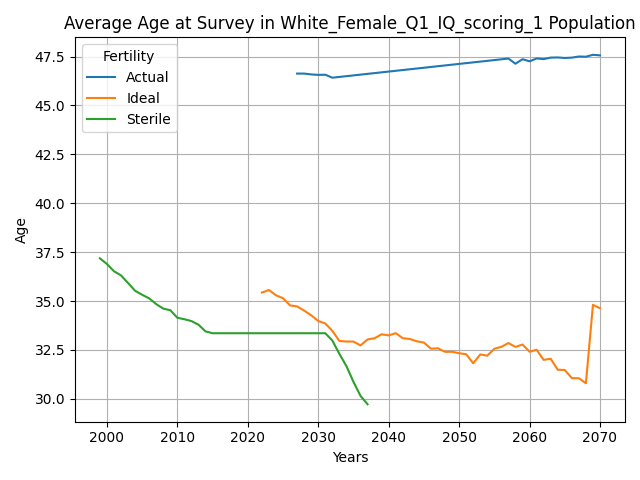 Average Age at Survey in White_Female_Q1_IQ_scoring_1 Population
Fertility
Actual
Ideal
Sterile
47.5
45.0
42.5
40.0
37.5
35.0
32.5
30.0
Age
2000 2010 2020 2030 2040 2050 2060 2070
Years